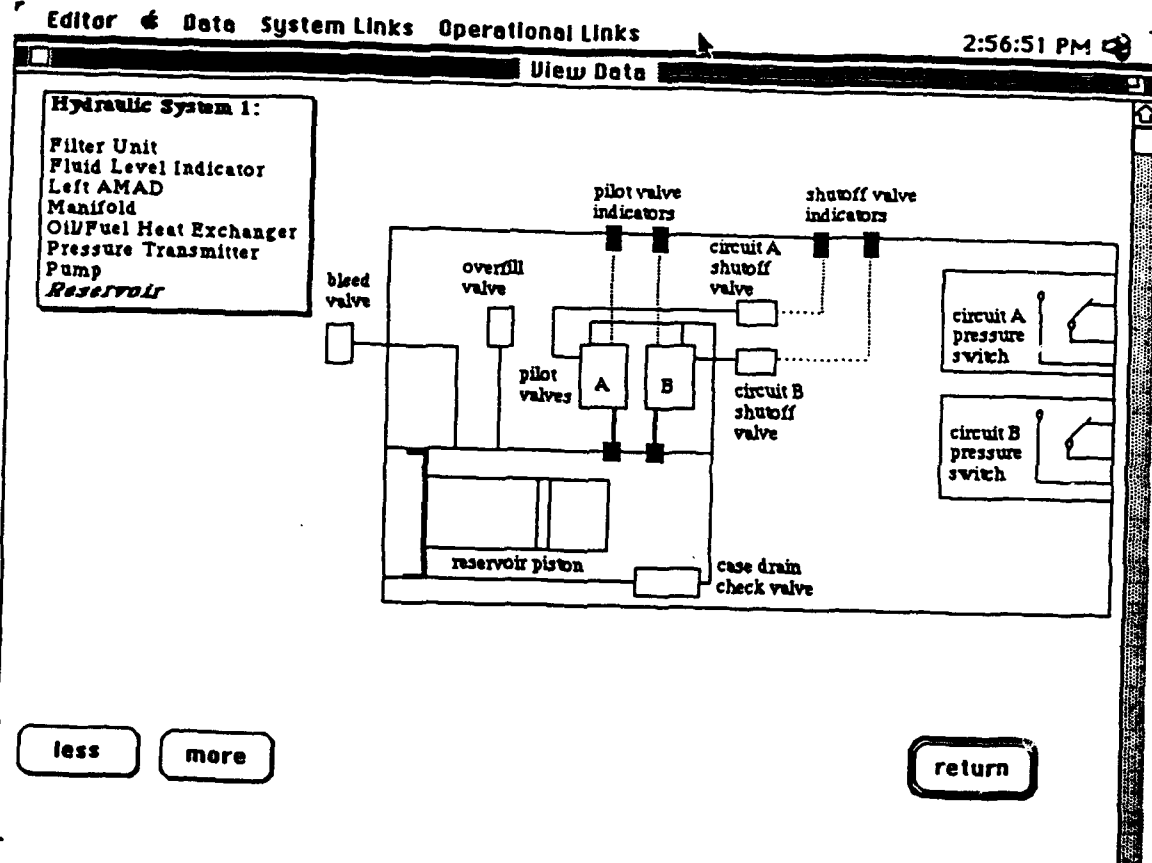 Editor Data System Links Operational Links
2:56:51 PM
View Data
Hydraulic System 1:
Filter Unit
Fluid Level Indicator
Left AMAD
Manifold
Oil/Fuel Heat Exchanger
Pressure Transmitter
Pump
Reservoir
bleed
valve
overfill
valve
pilot valve
indicators
circuit A
shutoff
valve
shutoff valve
indicators
pilot
valves
A
B
circuit B
shutoff
valve
circuit A
pressure
switch
circuit B
pressure
switch
reservoir piston
case drain
check valve
less
more
return